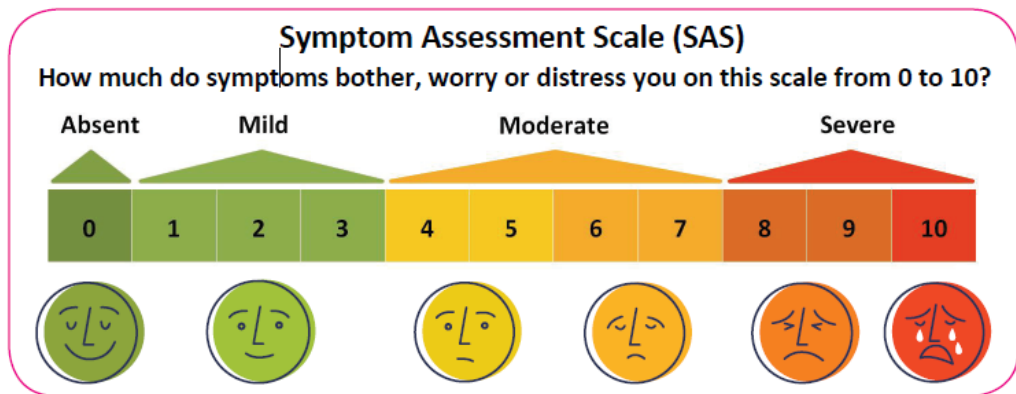 Symptom Assessment Scale (SAS)
How much do symptoms bother, worry or distress you on this scale from 0 to 10?
Absent Mild Moderate Severe
0 1 2 3 4 5 6 7 8 9 10